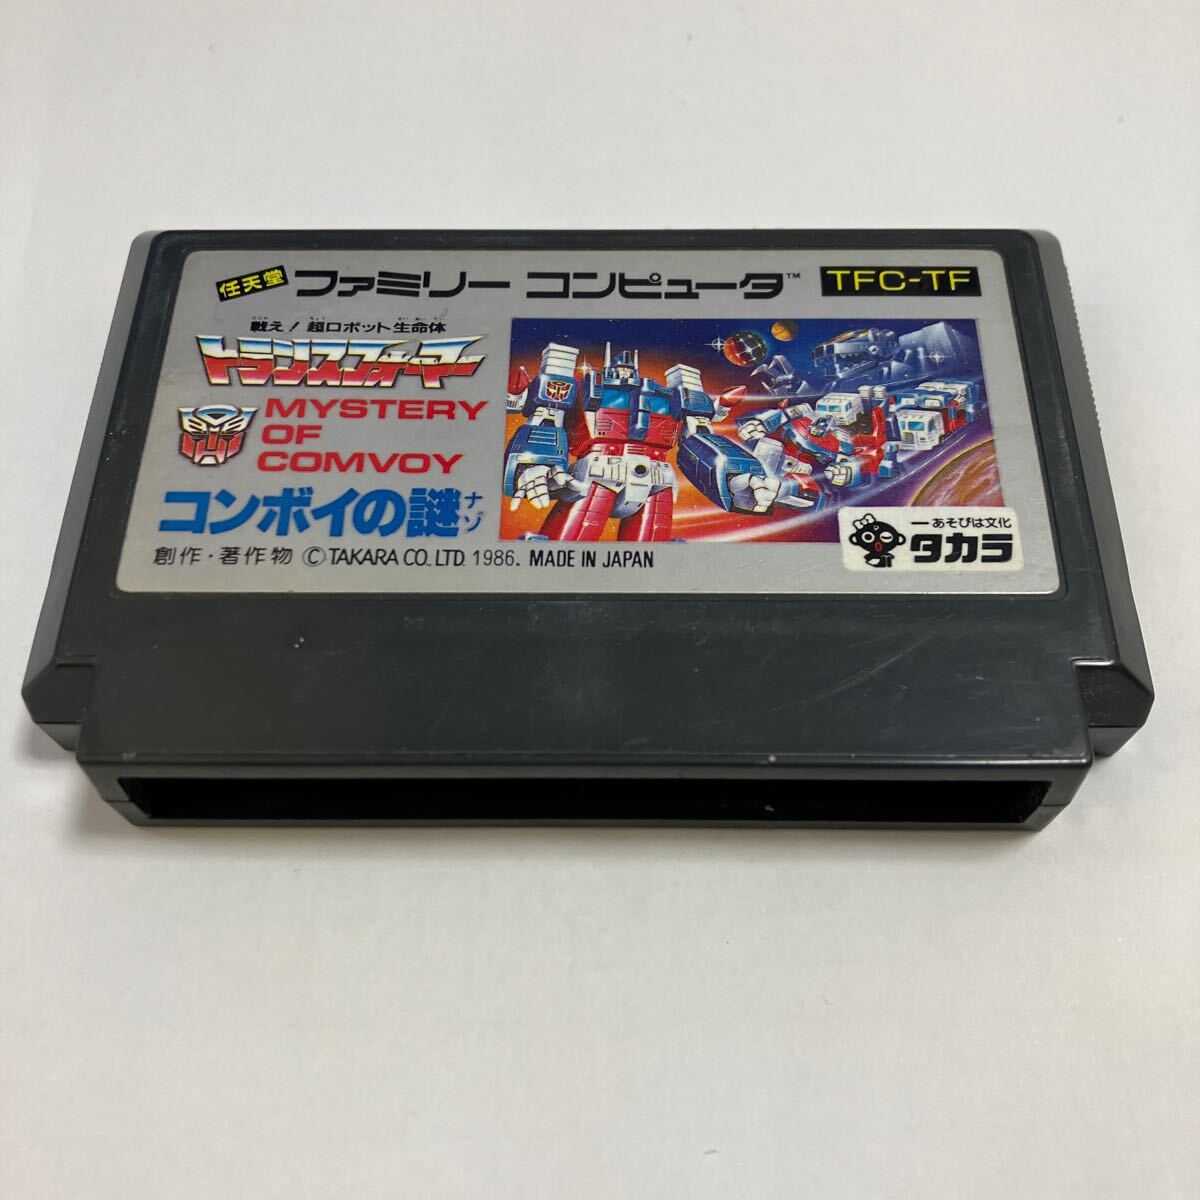 任天堂 ファミリー コンピュータ™ TFC-TF
戦え!超ロボット生命体
トランスフォーマー
MYSTERY
OF
COMVOY
コンボイの謎
ナゾ
創作・著作物 ©TAKARA CO.,LTD. 1986. MADE IN JAPAN
―あそびは文化
タカラ